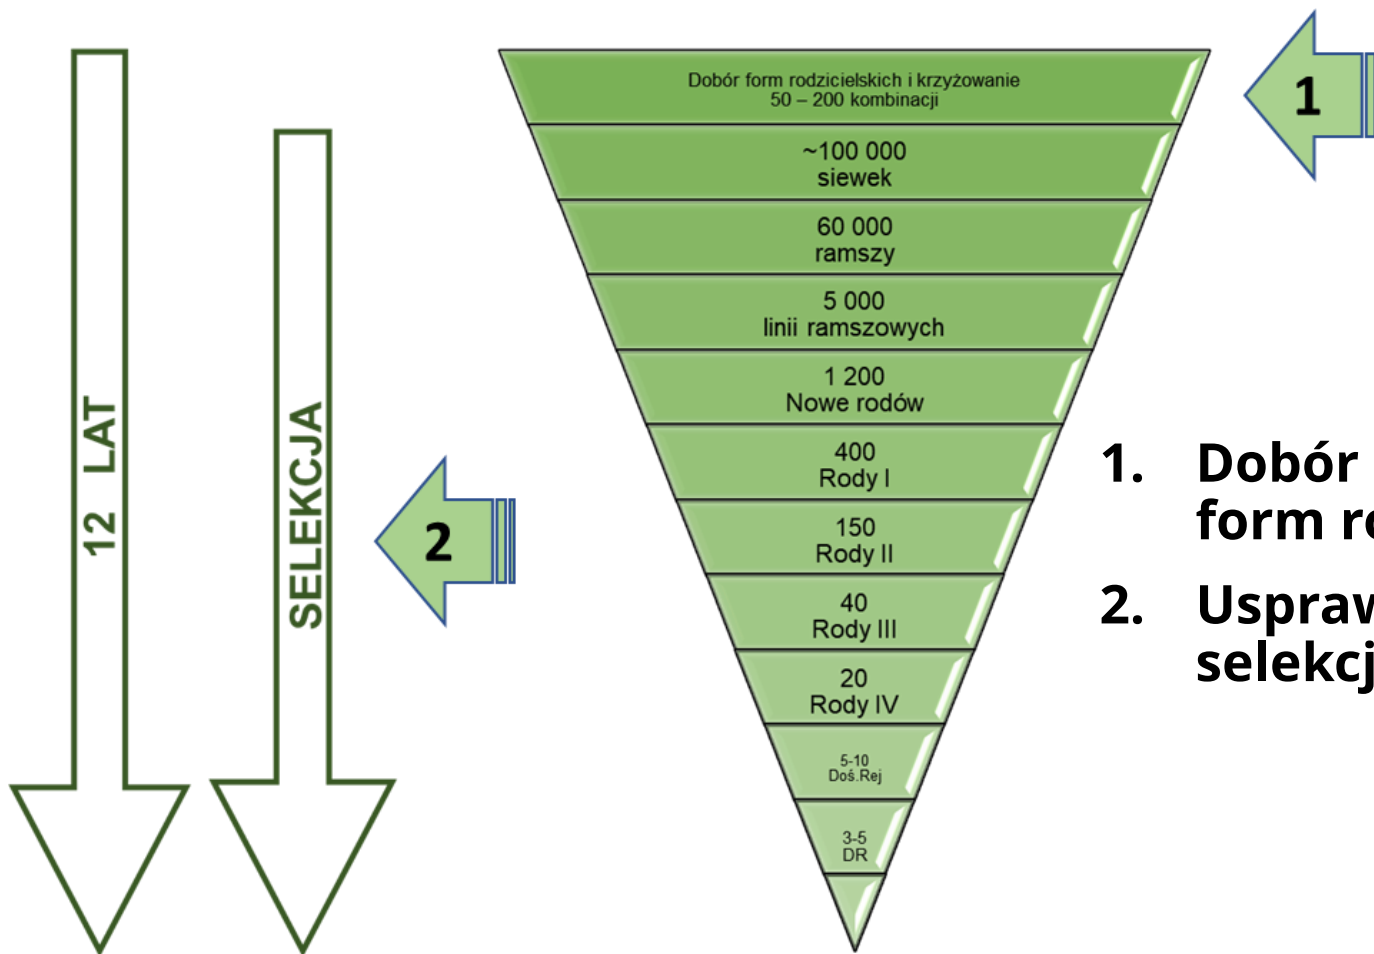 12 LAT
SELEKCJA
Dobór form rodzicielskich i krzyżowanie
50 – 200 kombinacji
~100 000
siewek
60 000
ramszy
5 000
linii ramszowych
1 200
Nowe rodów
400
Rody I
150
Rody II
40
Rody III
20
Rody IV
5-10
Doś.Rej
3-5
DR
1
2
1. Dobór
form
2.